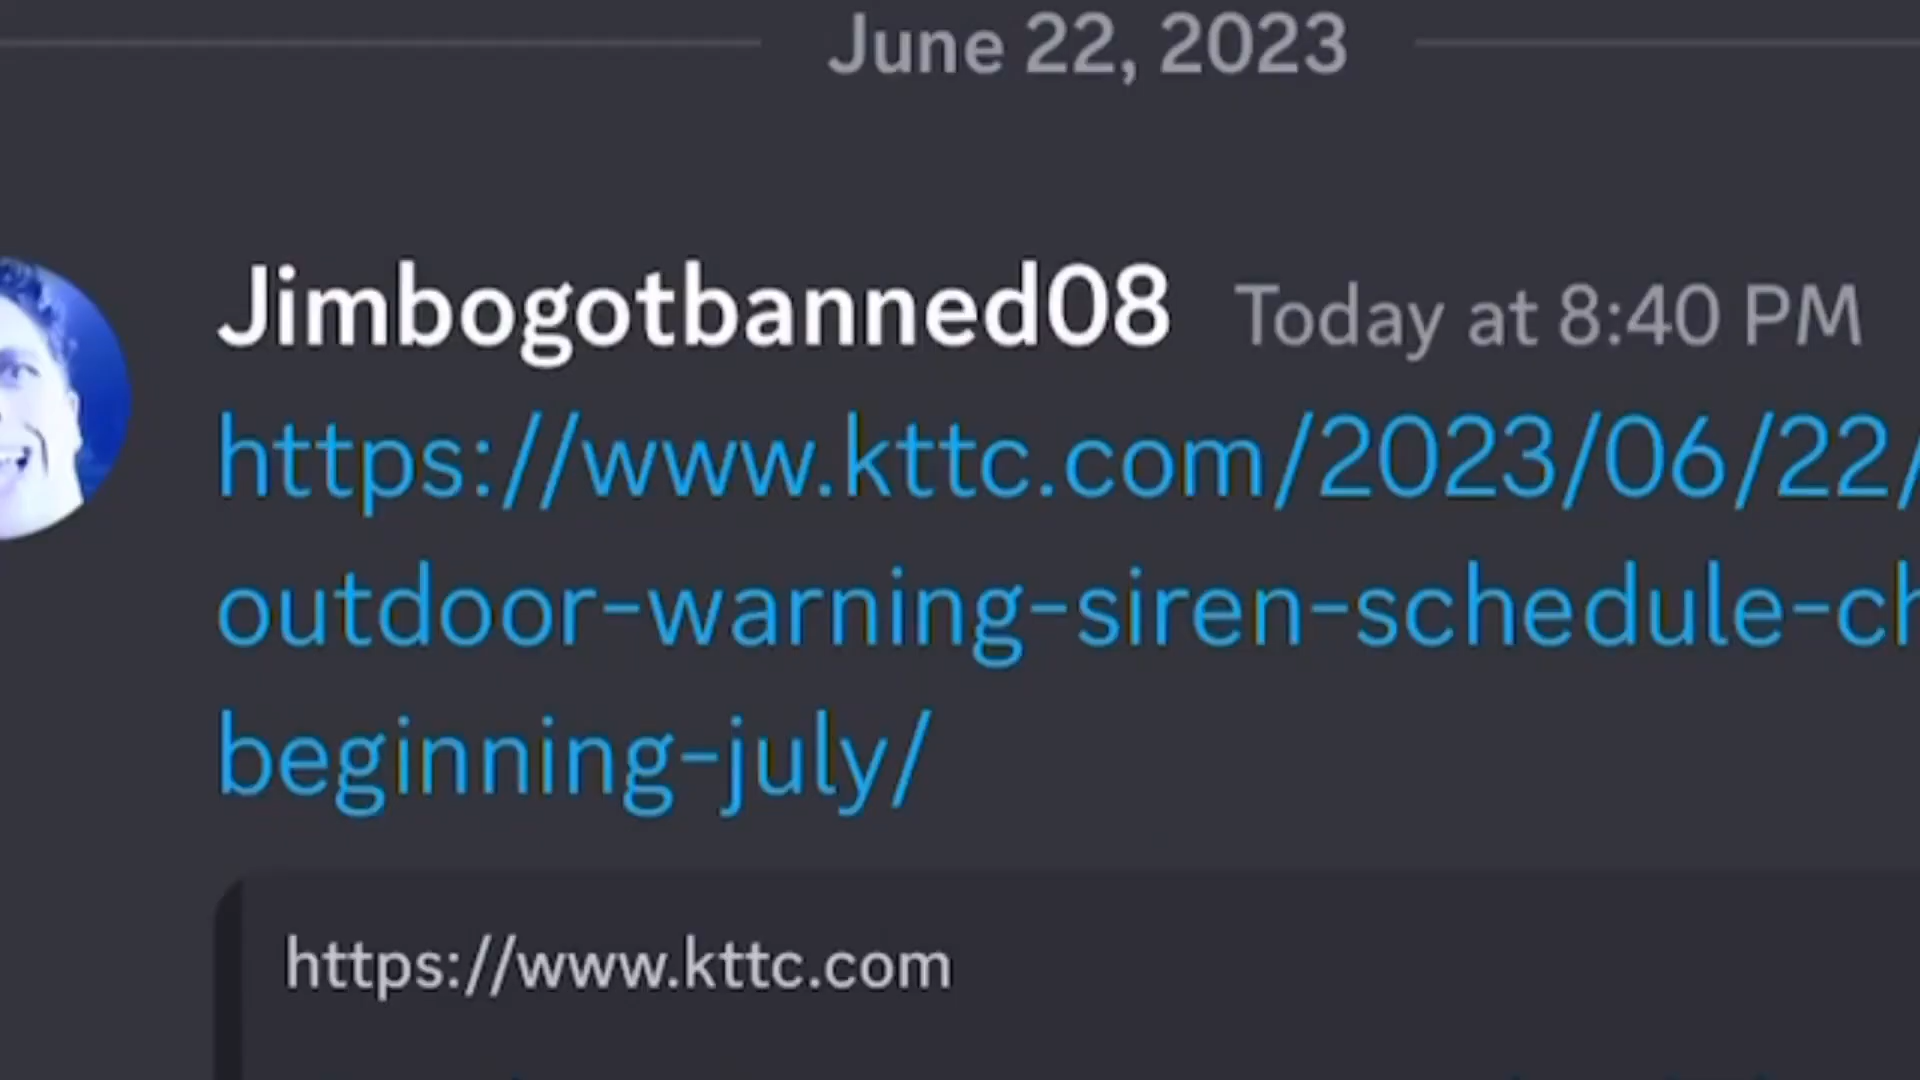 June 22, 2023
Jimbogotbanned08 Today at 8:40 PM
https://www.kttc.com/2023/06/22/
outdoor-warning-siren-schedule-ch
beginning-july/
https://www.kttc.com